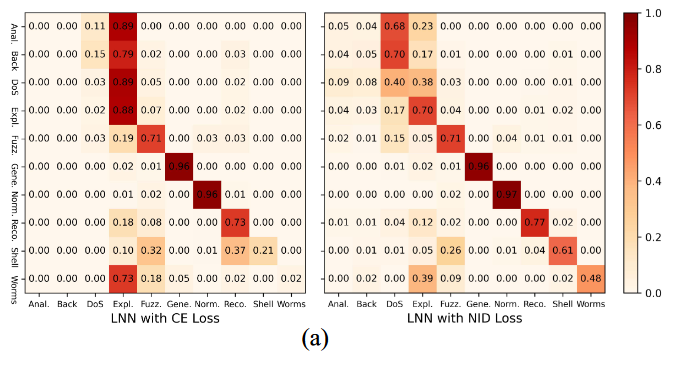 1.0
Anal. 0.00 0.00 0.11 0.89 0.00 0.00 0.00 0.00 0.00 0.00 0.05 0.04 0.68 0.23 0.00 0.00 0.00 0.00 0.00 0.00
Back 0.00 0.00 0.15 0.79 0.02 0.00 0.00 0.03 0.00 0.00 0.04 0.05 0.70 0.17 0.01 0.00 0.00 0.00 0.01 0.00
0.8
DoS 0.00 0.00 0.03 0.89 0.05 0.00 0.00 0.02 0.00 0.00 0.09 0.08 0.40 0.38 0.03 0.00 0.00 0.01 0.01 0.00
Expl. 0.00 0.00 0.02 0.88 0.07 0.00 0.00 0.02 0.00 0.00 0.04 0.03 0.17 0.70 0.04 0.00 0.00 0.01 0.02 0.00
0.6
Fuzz. 0.00 0.00 0.03 0.19 0.71 0.00 0.03 0.03 0.00 0.00 0.02 0.01 0.15 0.05 0.71 0.00 0.04 0.01 0.01 0.00
Gene. 0.00 0.00 0.00 0.02 0.01 0.96 0.00 0.00 0.00 0.00 0.00 0.00 0.01 0.02 0.01 0.96 0.00 0.00 0.00 0.00
0.4
Norm. 0.00 0.00 0.00 0.01 0.02 0.00 0.96 0.01 0.00 0.00 0.00 0.00 0.00 0.00 0.02 0.00 0.97 0.00 0.00 0.00
Reco. 0.00 0.00 0.00 0.18 0.08 0.00 0.00 0.73 0.00 0.00 0.01 0.01 0.04 0.12 0.02 0.00 0.00 0.77 0.02 0.00
0.2
Shell 0.00 0.00 0.00 0.10 0.32 0.00 0.01 0.37 0.21 0.00 0.00 0.01 0.01 0.05 0.26 0.00 0.01 0.04 0.61 0.00
Worms 0.00 0.00 0.00 0.73 0.18 0.05 0.00 0.00 0.00 0.02 0.00 0.00 0.02 0.39 0.09 0.00 0.00 0.00 0.02 0.48
0.0
Anal. Back DoS Expl. Fuzz. Gene. Norm. Reco. Shell Worms Anal. Back DoS Expl. Fuzz. Gene. Norm. Reco. Shell Worms
LNN with CE Loss LNN with NID Loss
(a)